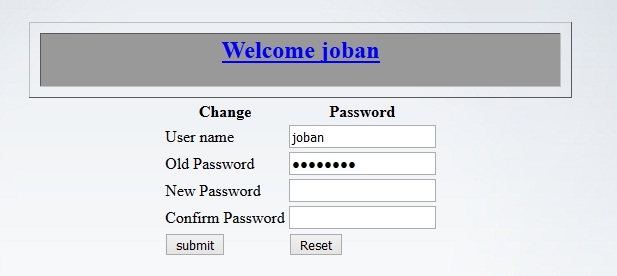 Welcome joban
Change Password
User name joban
Old Password ••••••••
New Password
Confirm Password
submit Reset